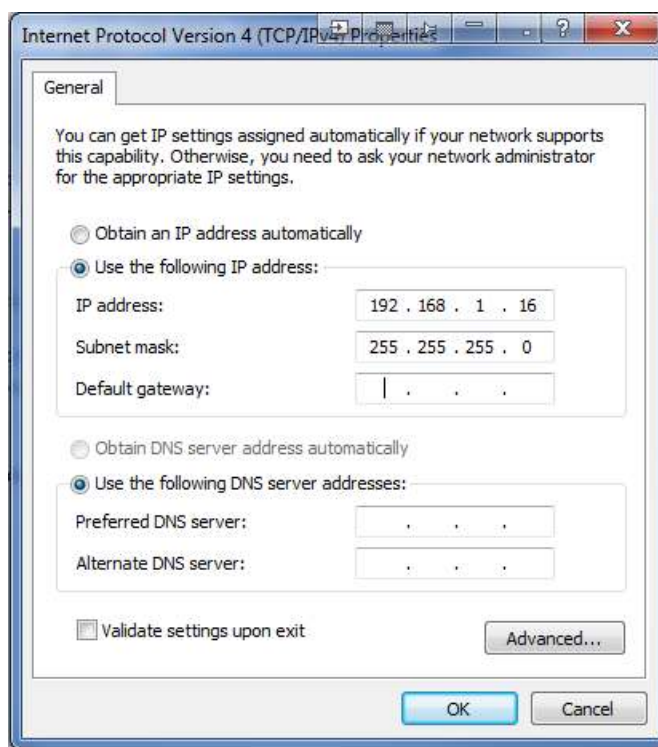 Internet Protocol Version 4 (TCP/IPv4) Properties
General
You can get IP settings assigned automatically if your network supports
this capability. Otherwise, you need to ask your network administrator
for the appropriate IP settings.
Obtain an IP address automatically
Use the following IP address:
IP address: 192 . 168 . 1 . 16
Subnet mask: 255 . 255 . 255 . 0
Default gateway: . . .
Obtain DNS server address automatically
Use the following DNS server addresses:
Preferred DNS server: . . .
Alternate DNS server: . . .
Validate settings upon exit
Advanced...
OK Cancel